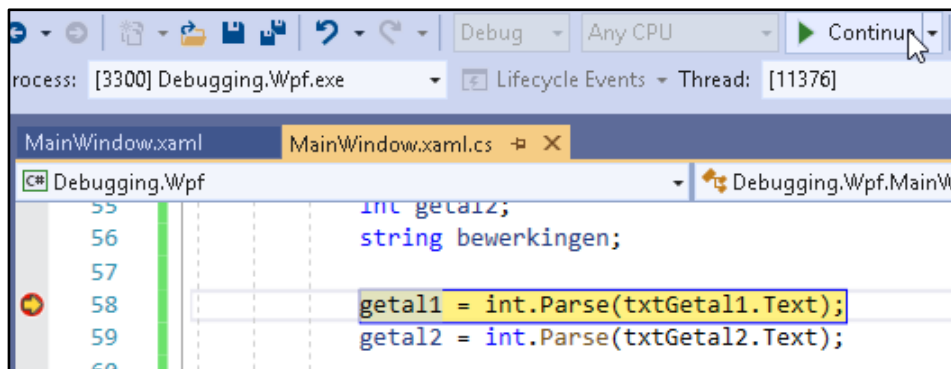 Debug Any CPU Continue
rocess: [3300] Debugging.Wpf.exe Lifecycle Events Thread: [11376]
MainWindow.xaml MainWindow.xaml.cs
C# Debugging.Wpf Debugging.Wpf.MainW
55 int getal2;
56 string bewerkingen;
57
58 getal1 = int.Parse(txtGetal1.Text);
59 getal2 = int.Parse(txtGetal2.Text);
60